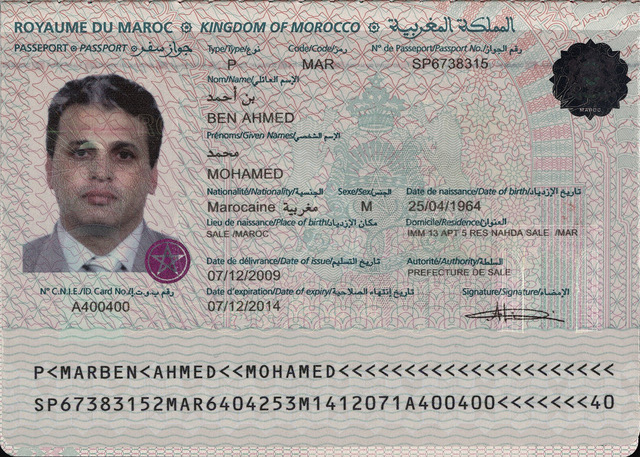 ROYAUME DU MAROC KINGDOM OF MOROCCO المملكة المغربية
PASSEPORT PASSPORT جواز سفر
Type/Type/نوع Code/Code/رمز N° de Passeport/Passport No./رقم الجواز
P MAR SP6738315
Nom/Name/الإسم العائلي
بن أحمد
BEN AHMED
Prénoms/Given Names/الإسم الشخصي
محمد
MOHAMED
Nationalité/Nationality/الجنسية Sexe/Sex/الجنس Date de naissance/Date of birth/تاريخ الإزدياد
Marocaine مغربية M 25/04/1964
Lieu de naissance/Place of birth/مكان الإزدياد Domicile/Residence/العنوان
SALE /MAROC IMM 13 APT 5 RES NAHDA SALE /MAR
Date de délivrance/Date of issue/تاريخ التسليم Autorité/Authority/السلطة
07/12/2009 PREFECTURE DE SALE
N° C.N.I.E./I.D. Card No./رقم ب.و.ت.إ Date d'expiration/Date of expiry/تاريخ إنتهاء الصلاحية Signature/Signature/الإمضاء
A400400 07/12/2014
MAROC
P<MARBEN<AHMED<<MOHAMED<<<<<<<<<<<<<<<<<<<<<
SP67383152MAR6404253M1412071A400400<<<<<<<40